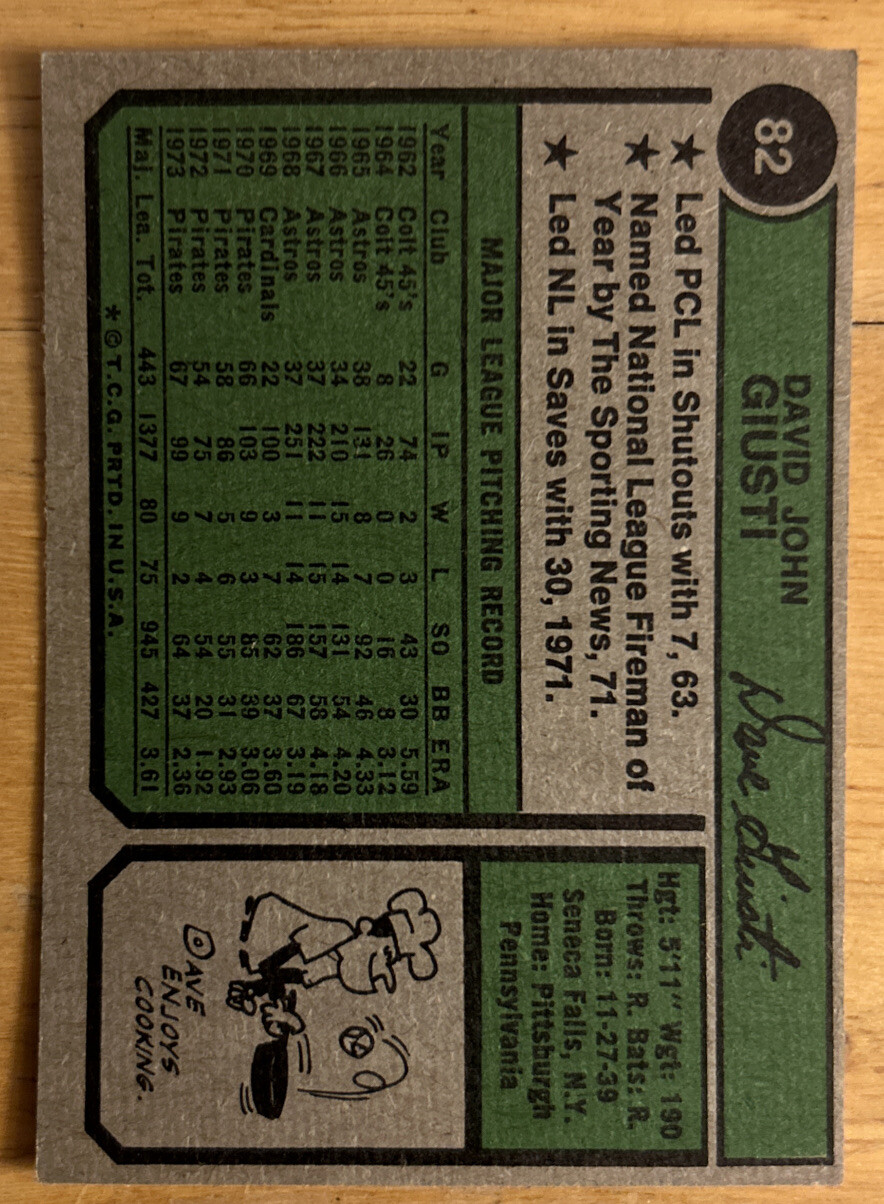 82
DAVID JOHN
GIUSTI
Dave Giusti
★ Led PCL in Shutouts with 7, 63.
★ Named National League Fireman of
Year by The Sporting News, 71.
★ Led NL in Saves with 30, 1971.
Hgt: 5'11" Wgt: 190
Throws: R. Bats: R.
Born: 11-27-39
Seneca Falls, N.Y.
Home: Pittsburgh
Pennsylvania
MAJOR LEAGUE PITCHING RECORD
Year Club G IP W L SO BB ERA
1962 Colt 45's 22 74 2 3 43 30 5.59
1964 Colt 45's 8 26 0 0 16 8 3.12
1965 Astros 38 131 8 7 92 46 4.33
1966 Astros 34 210 15 14 131 54 4.20
1967 Astros 37 222 11 15 157 58 4.18
1968 Astros 37 251 11 14 186 67 3.19
1969 Cardinals 22 100 3 7 62 37 3.60
1970 Pirates 66 103 9 3 85 39 3.06
1971 Pirates 58 86 5 6 55 31 2.93
1972 Pirates 54 75 7 4 54 20 1.92
1973 Pirates 67 99 9 2 64 37 2.36
Maj. Lea. Tot. 443 1377 80 75 945 427 3.61
* © T.C.G. PRTD. IN U.S.A.
DAVE
ENJOYS
COOKING.